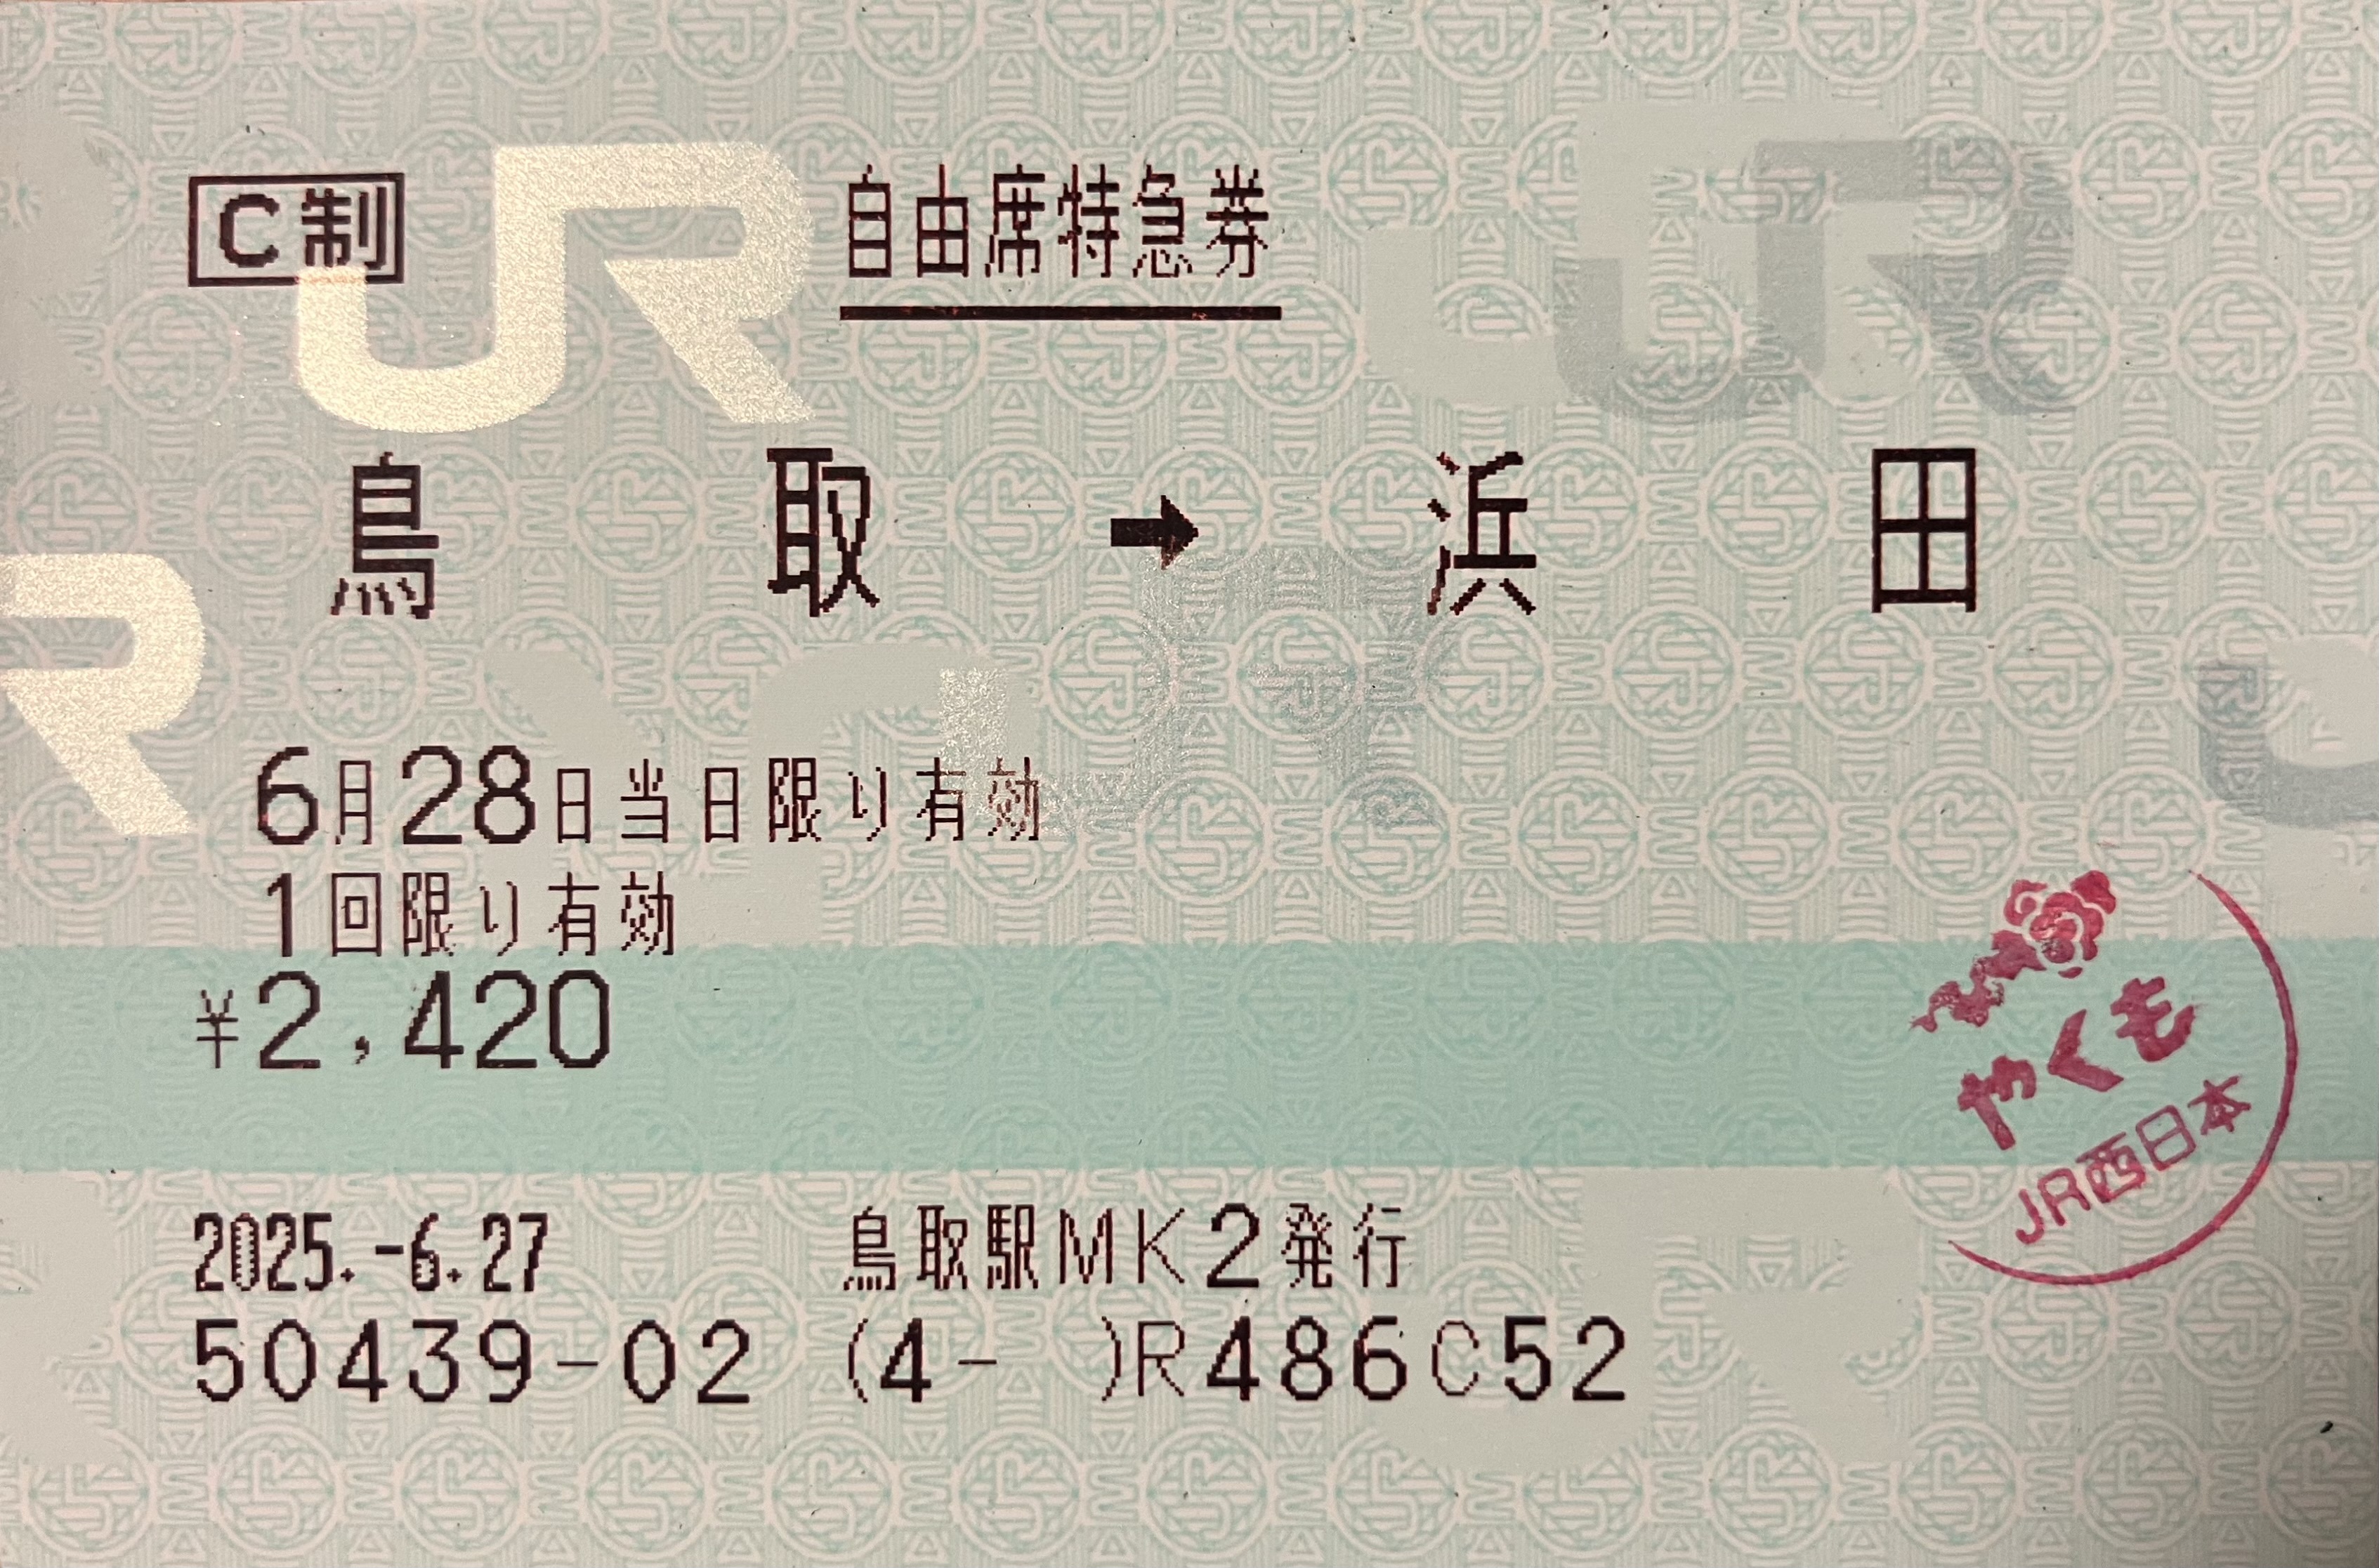 C制 自由席特急券
鳥取 → 浜田
6月28日当日限り有効
1回限り有効
¥2,420
やくも
JR西日本
2025.-6.27 鳥取駅MK2発行
50439-02 (4- )R486C52